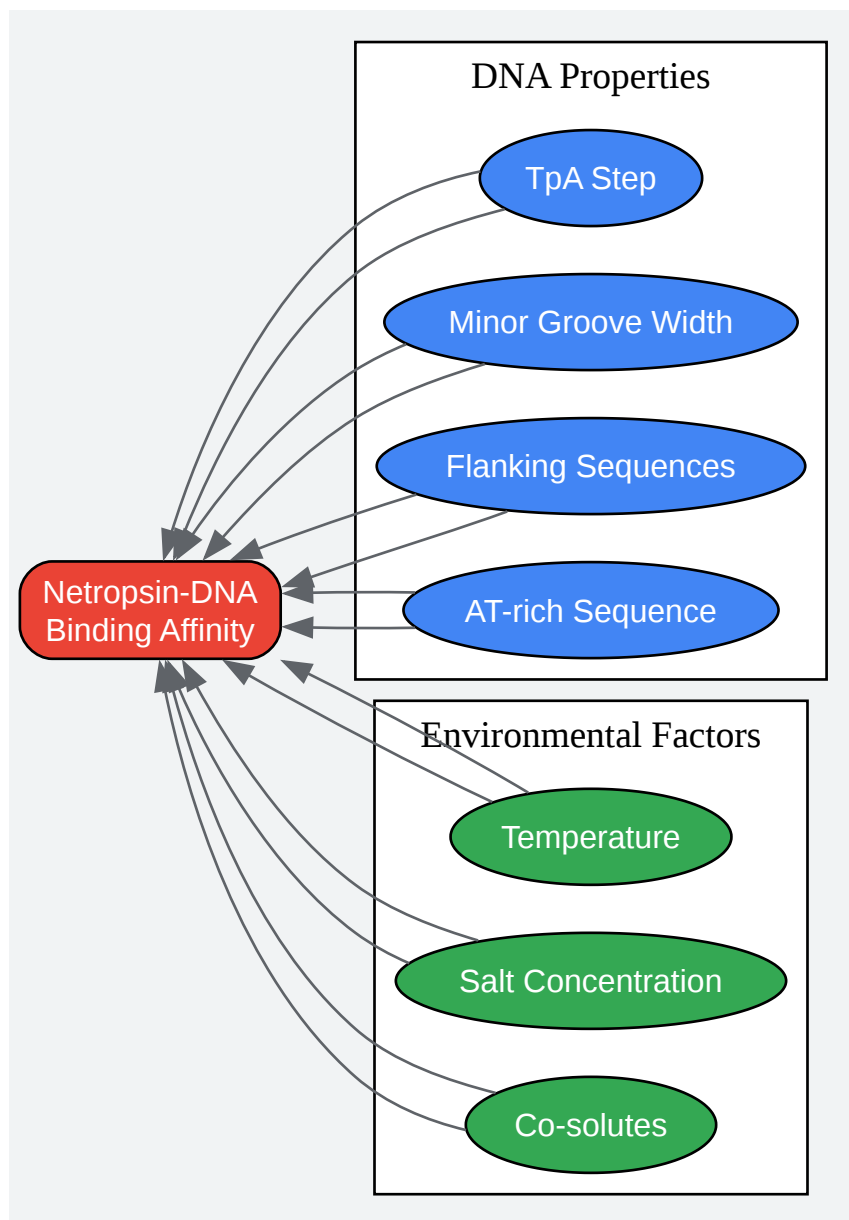 DNA Properties
TpA Step
Minor Groove Width
Flanking Sequences
AT-rich Sequence
Netropsin-DNA
Binding Affinity
Environmental Factors
Temperature
Salt Concentration
Co-solutes